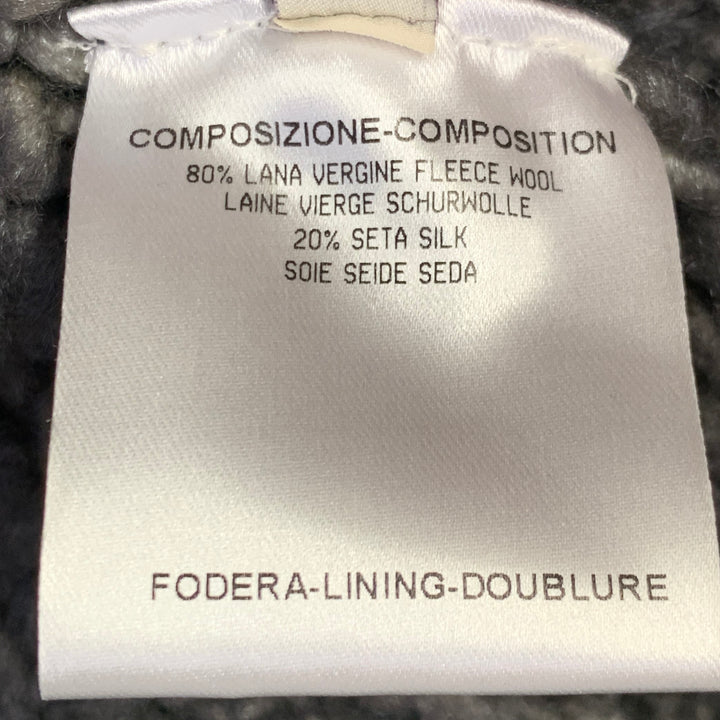 COMPOSIZIONE-COMPOSITION
80% LANA VERGINE FLEECE WOOL
LAINE VIERGE SCHURWOLLE
20% SETA SILK
SOIE SEIDE SEDA
FODERA-LINING-DOUBLURE